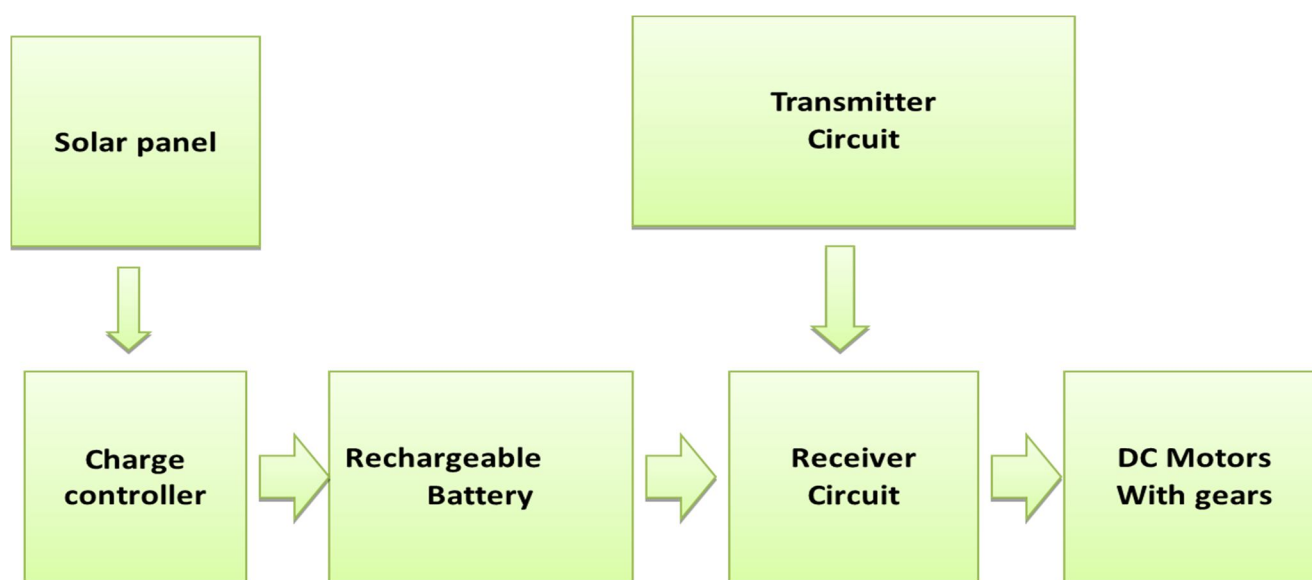 Solar panel
Transmitter
Circuit
Charge
controller
Rechargeable
Battery
Receiver
Circuit
DC Motors
With gears